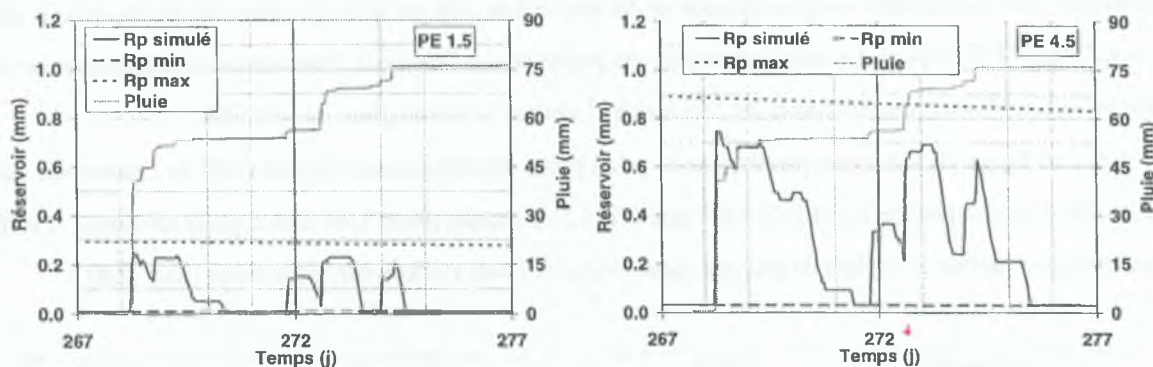 1.2
1.0
0.8
0.6
0.4
0.2
0.0
Réservoir (mm)
Rp simulé
Rp min
Rp max
Pluie
PE 1.5
90
75
60
45
30
15
0
Pluie (mm)
267
272
277
Temps (j)
1.2
1.0
0.8
0.6
0.4
0.2
0.0
Réservoir (mm)
Rp simulé
Rp min
Rp max
Pluie
PE 4.5
90
75
60
45
30
15
0
Pluie (mm)
267
272
277
Temps (j)